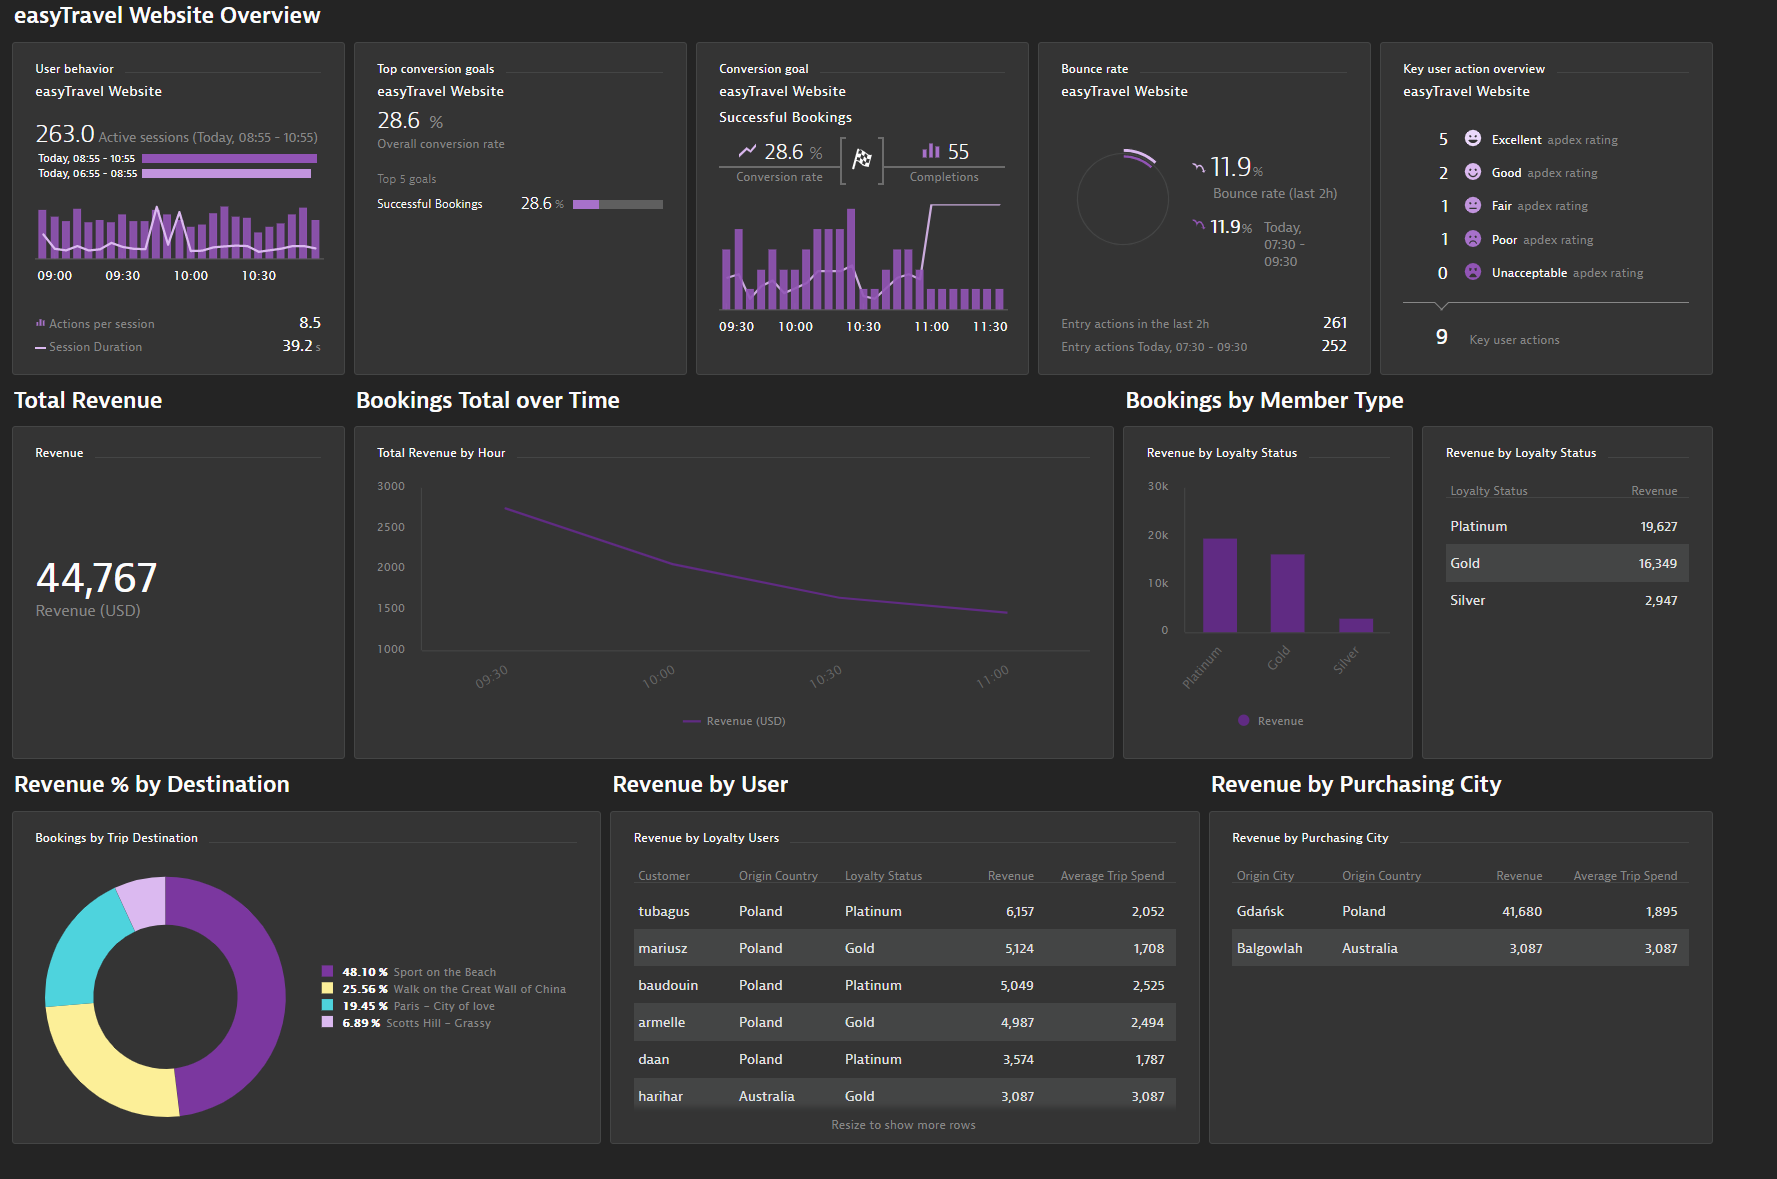 easyTravel Website Overview
User behavior
easyTravel Website
263.0 Active sessions (Today, 08:55 - 10:55)
Today, 08:55 - 10:55
Today, 06:55 - 08:55
09:00 09:30 10:00 10:30
Actions per session 8.5
Session Duration 39.2 s
Top conversion goals
easyTravel Website
28.6 %
Overall conversion rate
Top 5 goals
Successful Bookings 28.6 %
Conversion goal
easyTravel Website
Successful Bookings
28.6 % 55
Conversion rate Completions
09:30 10:00 10:30 11:00 11:30
Bounce rate
easyTravel Website
11.9%
Bounce rate (last 2h)
11.9% Today,
07:30 -
09:30
Entry actions in the last 2h 261
Entry actions Today, 07:30 - 09:30 252
Key user action overview
easyTravel Website
5 Excellent apdex rating
2 Good apdex rating
1 Fair apdex rating
1 Poor apdex rating
0 Unacceptable apdex rating
9 Key user actions
Total Revenue
Revenue
44,767
Revenue (USD)
Bookings Total over Time
Total Revenue by Hour
3000
2500
2000
1500
1000
09:30 10:00 10:30 11:00
Revenue (USD)
Bookings by Member Type
Revenue by Loyalty Status
30k
20k
10k
0
Platinum Gold Silver
Revenue
Revenue by Loyalty Status
Loyalty Status Revenue
Platinum 19,627
Gold 16,349
Silver 2,947
Revenue % by Destination
Bookings by Trip Destination
48.10 % Sport on the Beach
25.56 % Walk on the Great Wall of China
19.45 % Paris - City of love
6.89 % Scotts Hill - Grassy
Revenue by User
Revenue by Loyalty Users
Customer Origin Country Loyalty Status Revenue Average Trip Spend
tubagus Poland Platinum 6,157 2,052
mariusz Poland Gold 5,124 1,708
baudouin Poland Platinum 5,049 2,525
armelle Poland Gold 4,987 2,494
daan Poland Platinum 3,574 1,787
harihar Australia Gold 3,087 3,087
Resize to show more rows
Revenue by Purchasing City
Revenue by Purchasing City
Origin City Origin Country Revenue Average Trip Spend
Gdańsk Poland 41,680 1,895
Balgowlah Australia 3,087 3,087